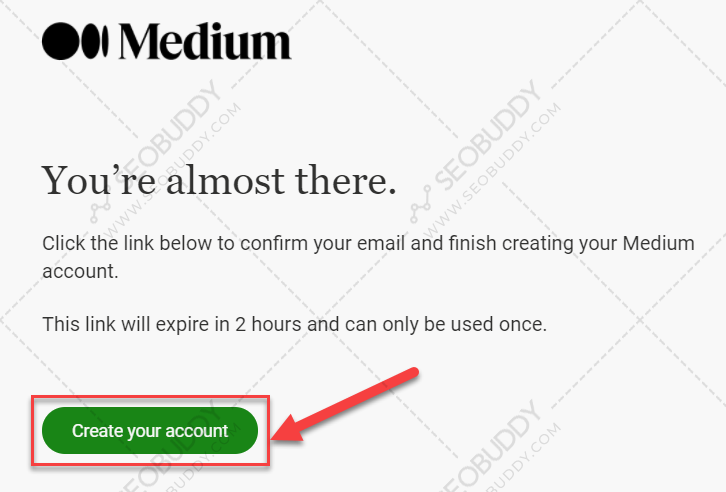 Medium
SEOBUDDY
WWW.SEOBUDDY.COM
SEOBUDDY
WWW.SEOBUDDY.COM
You’re almost there.
Click the link below to confirm your email and finish creating your Medium
account.
This link will expire in 2 hours and can only be used once.
Create your account
SEOBUDDY
WWW.SEOBUDDY.COM
SEOBUDDY
WWW.SEOBUDDY.COM